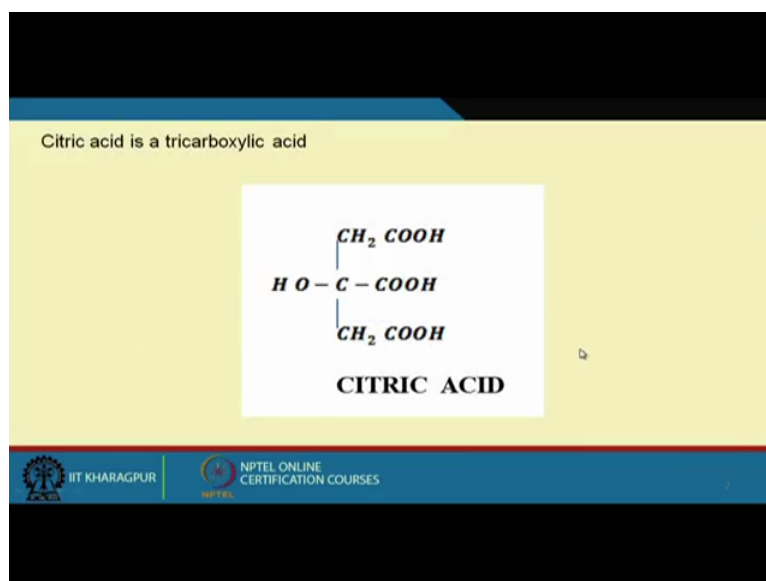 Citric acid is a tricarboxylic acid
CH₂ COOH
H O – C – COOH
CH₂ COOH
CITRIC ACID
IIT KHARAGPUR
NPTEL
NPTEL ONLINE
CERTIFICATION COURSES